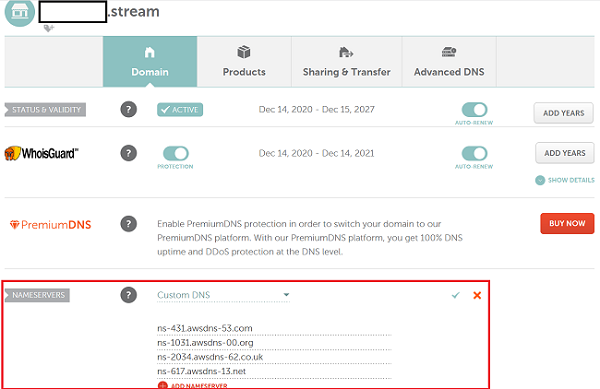 .stream
Domain
Products
Sharing & Transfer
Advanced DNS
STATUS & VALIDITY
?
ACTIVE
Dec 14, 2020 - Dec 15, 2027
AUTO-RENEW
ADD YEARS
WhoisGuard™
?
PROTECTION
Dec 14, 2020 - Dec 14, 2021
AUTO-RENEW
ADD YEARS
SHOW DETAILS
PremiumDNS
?
Enable PremiumDNS protection in order to switch your domain to our
PremiumDNS platform. With our PremiumDNS platform, you get 100% DNS
uptime and DDoS protection at the DNS level.
BUY NOW
NAMESERVERS
?
Custom DNS
ns-431.awsdns-53.com
ns-1031.awsdns-00.org
ns-2034.awsdns-62.co.uk
ns-617.awsdns-13.net
ADD NAMESERVER